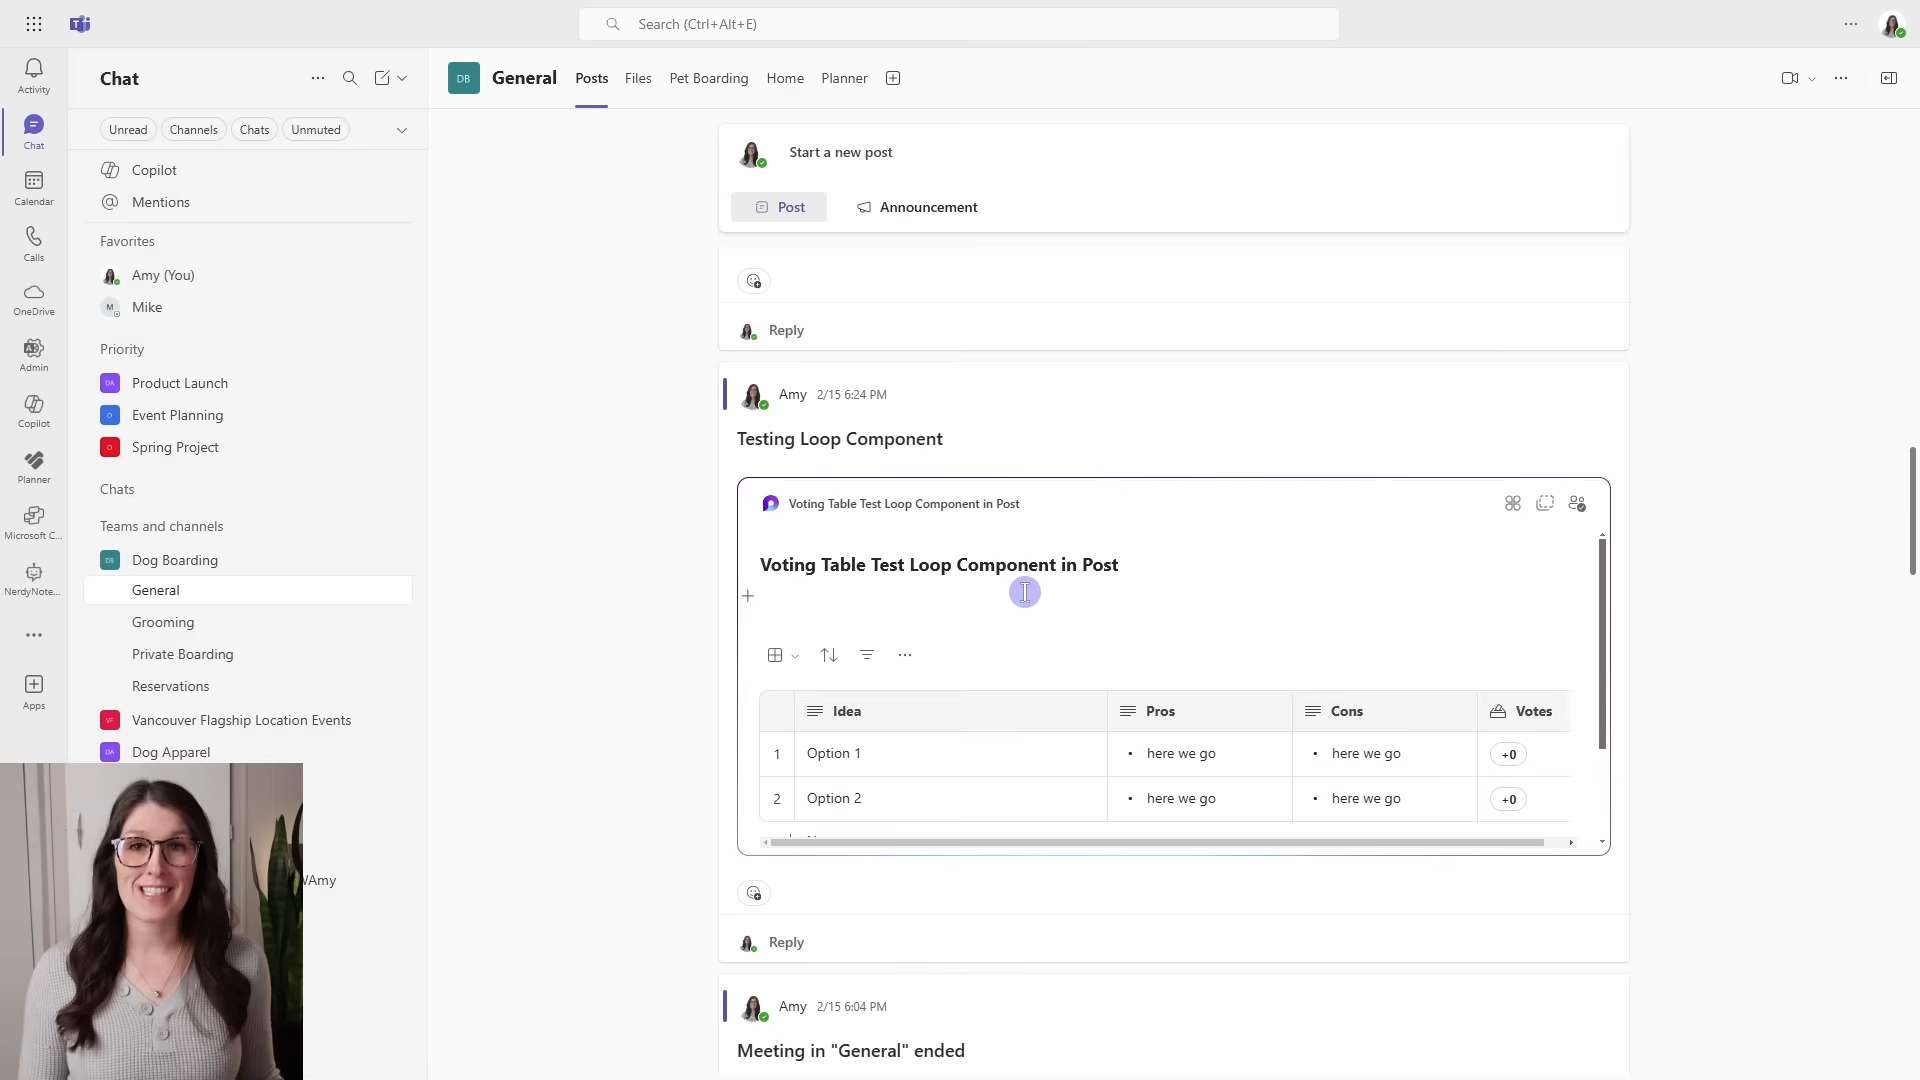 Search (Ctrl+Alt+E)
Activity
Chat
Calendar
Calls
OneDrive
Admin
Copilot
Planner
Microsoft C...
NerdyNote...
Apps
Chat
Unread
Channels
Chats
Unmuted
Copilot
Mentions
Favorites
Amy (You)
M
Mike
Priority
DA
Product Launch
O
Event Planning
O
Spring Project
Chats
Teams and channels
DB
Dog Boarding
General
Grooming
Private Boarding
Reservations
VF
Vancouver Flagship Location Events
DA
Dog Apparel
/Amy
DB
General
Posts
Files
Pet Boarding
Home
Planner
Start a new post
Post
Announcement
Reply
Amy 2/15 6:24 PM
Testing Loop Component
Voting Table Test Loop Component in Post
Voting Table Test Loop Component in Post
Idea Pros Cons Votes
1 Option 1 • here we go • here we go +0
2 Option 2 • here we go • here we go +0
Reply
Amy 2/15 6:04 PM
Meeting in "General" ended